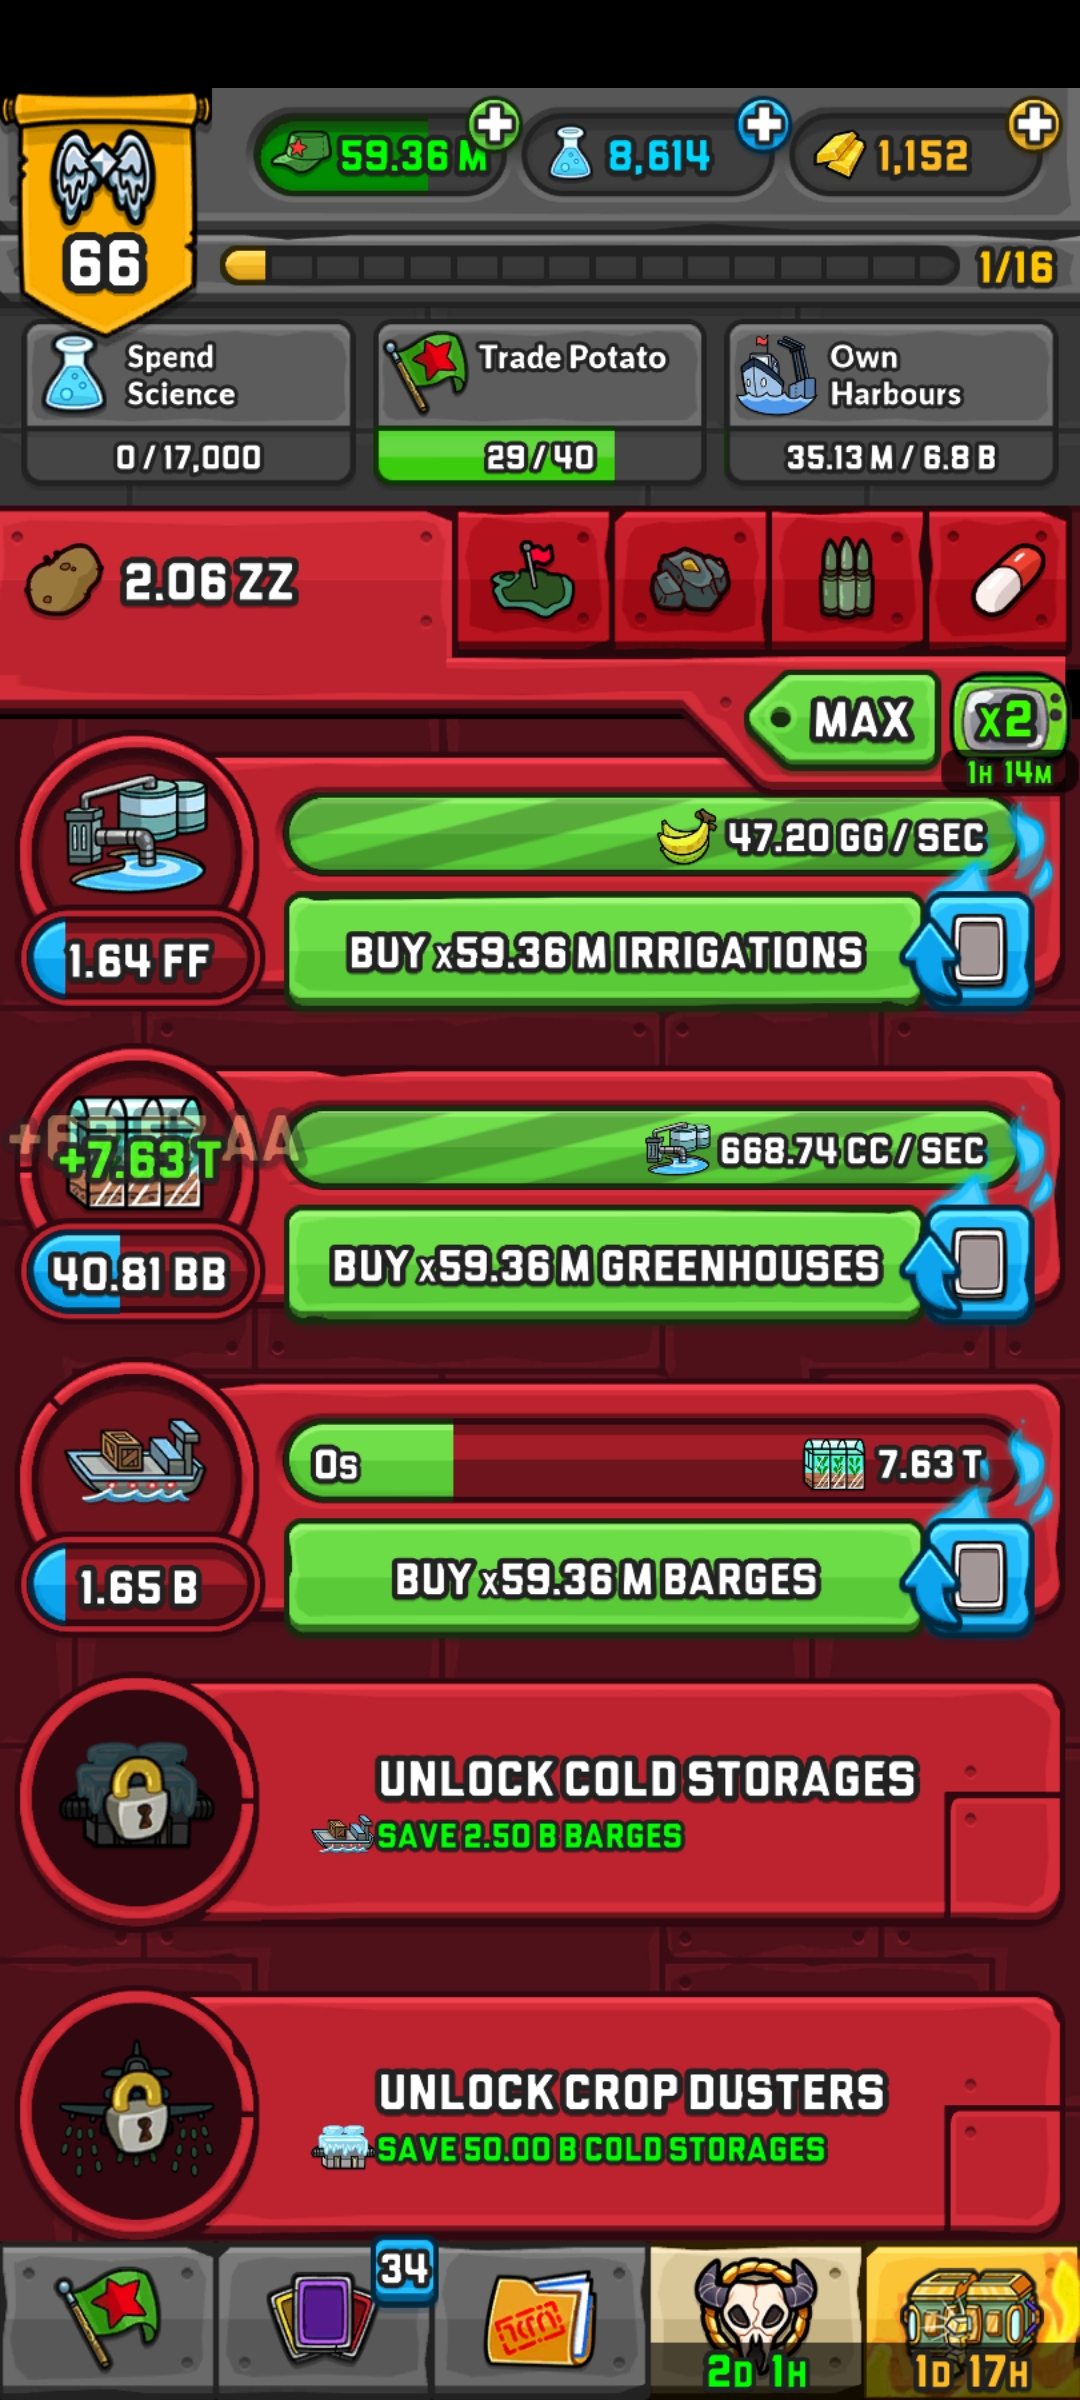 59.36 M
8,614
1,152
66
1/16
Spend
Science
0/17,000
Trade Potato
29/40
Own
Harbours
35.13 M/6.8 B
2.06 ZZ
MAX
x2
1H 14M
47.20 GG/SEC
1.64 FF
BUY x59.36 M IRRIGATIONS
+7.63 T
AA
668.74 CC/SEC
40.81 BB
BUY x59.36 M GREENHOUSES
0s
7.63 T
1.65 B
BUY x59.36 M BARGES
UNLOCK COLD STORAGES
SAVE 2.50 B BARGES
UNLOCK CROP DUSTERS
SAVE 50.00 B COLD STORAGES
34
2D 1H
1D 17H